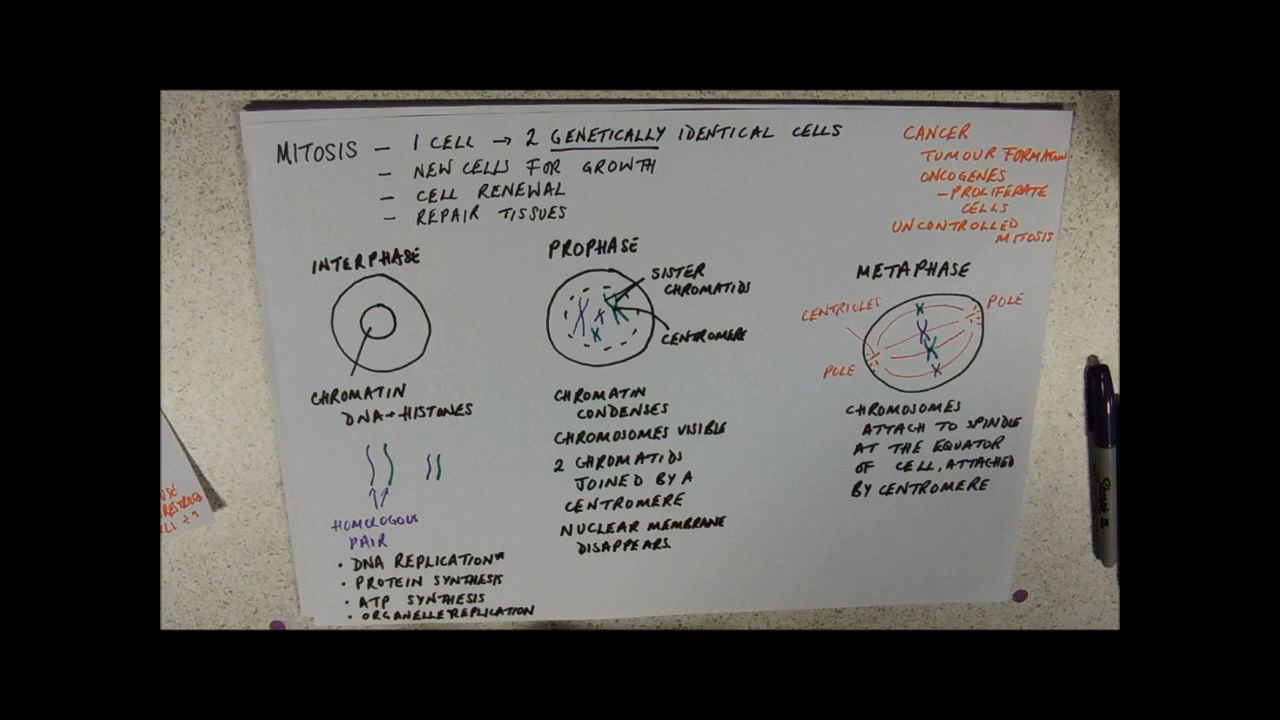 MITOSIS – 1 CELL → 2 GENETICALLY IDENTICAL CELLS
– NEW CELLS FOR GROWTH
– CELL RENEWAL
– REPAIR TISSUES
CANCER
TUMOUR FORMATION
ONCOGENES
– PROLIFERATE
CELLS
UNCONTROLLED
MITOSIS
INTERPHASE
CHROMATIN
DNA + HISTONES
HOMOLOGOUS
PAIR
• DNA REPLICATION*
• PROTEIN SYNTHESIS
• ATP SYNTHESIS
• ORGANELLE REPLICATION
PROPHASE
SISTER
CHROMATIDS
CENTROMERE
CHROMATIN
CONDENSES
CHROMOSOMES VISIBLE
2 CHROMATIDS
JOINED BY A
CENTROMERE
NUCLEAR MEMBRANE
DISAPPEARS
METAPHASE
CENTRIOLES
POLE
POLE
CHROMOSOMES
ATTACH TO SPINDLE
AT THE EQUATOR
OF CELL, ATTACHED
BY CENTROMERE
Sharpie